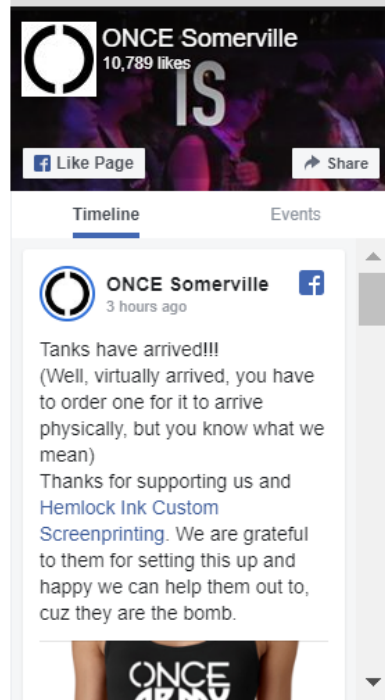 ONCE Somerville
10,789 likes
IS
Like Page
Share
Timeline
Events
ONCE Somerville
3 hours ago
Tanks have arrived!!!
(Well, virtually arrived, you have
to order one for it to arrive
physically, but you know what we
mean)
Thanks for supporting us and
Hemlock Ink Custom
Screenprinting. We are grateful
to them for setting this up and
happy we can help them out to,
cuz they are the bomb.
ONCE
ARMY